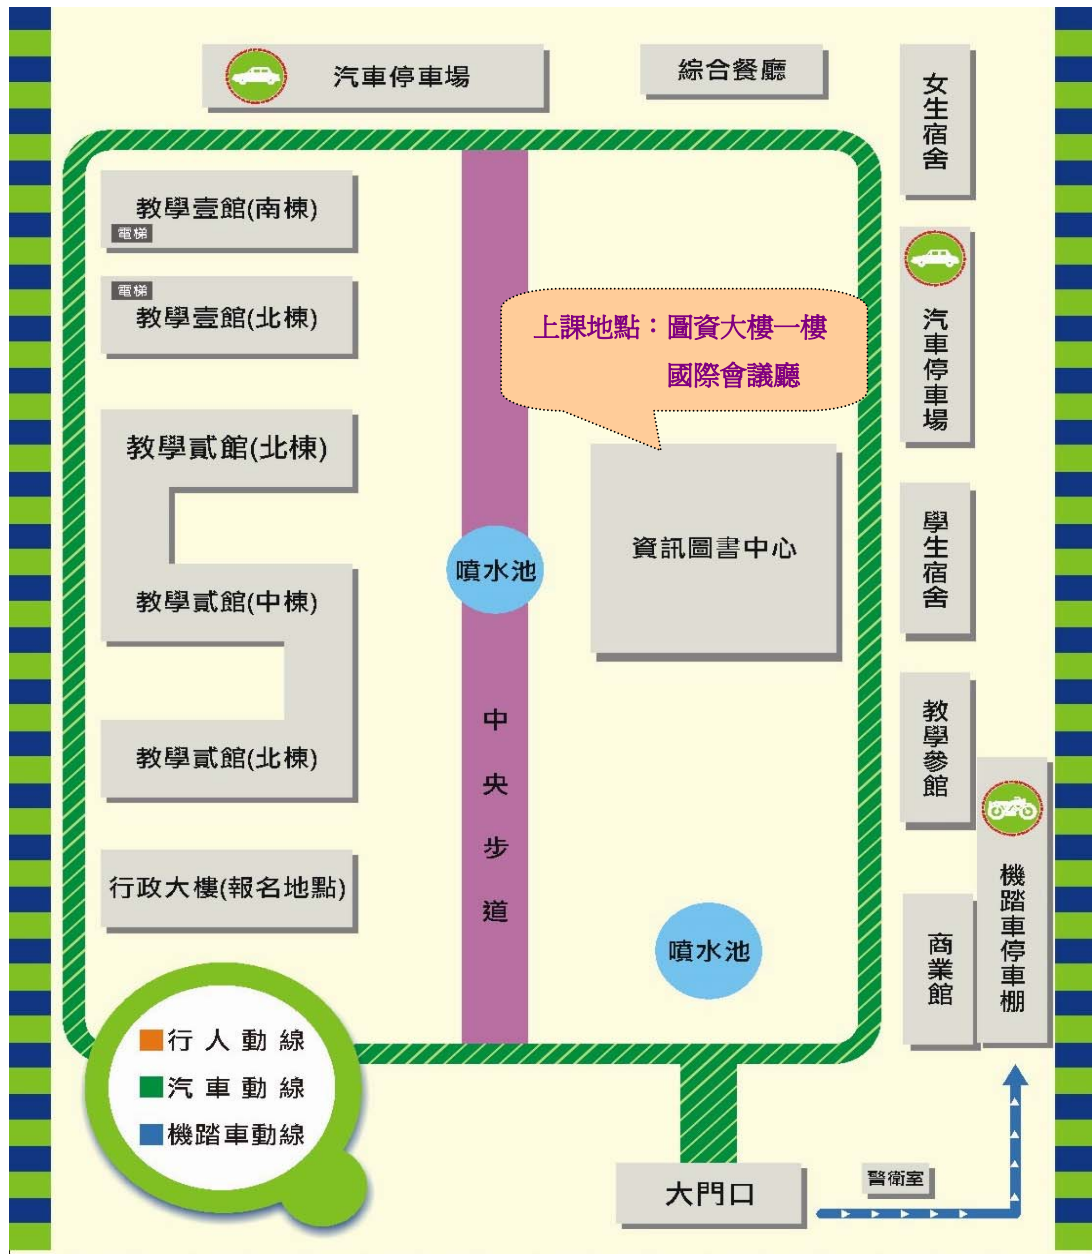 汽車停車場
綜合餐廳
女生宿舍
教學壹館(南棟)
電梯
電梯
教學壹館(北棟)
汽車停車場
上課地點：圖資大樓一樓
國際會議廳
教學貳館(北棟)
資訊圖書中心
噴水池
學生宿舍
教學貳館(中棟)
中央步道
教學參館
教學貳館(北棟)
機踏車停車棚
行政大樓(報名地點)
噴水池
商業館
行人動線
汽車動線
機踏車動線
大門口
警衛室